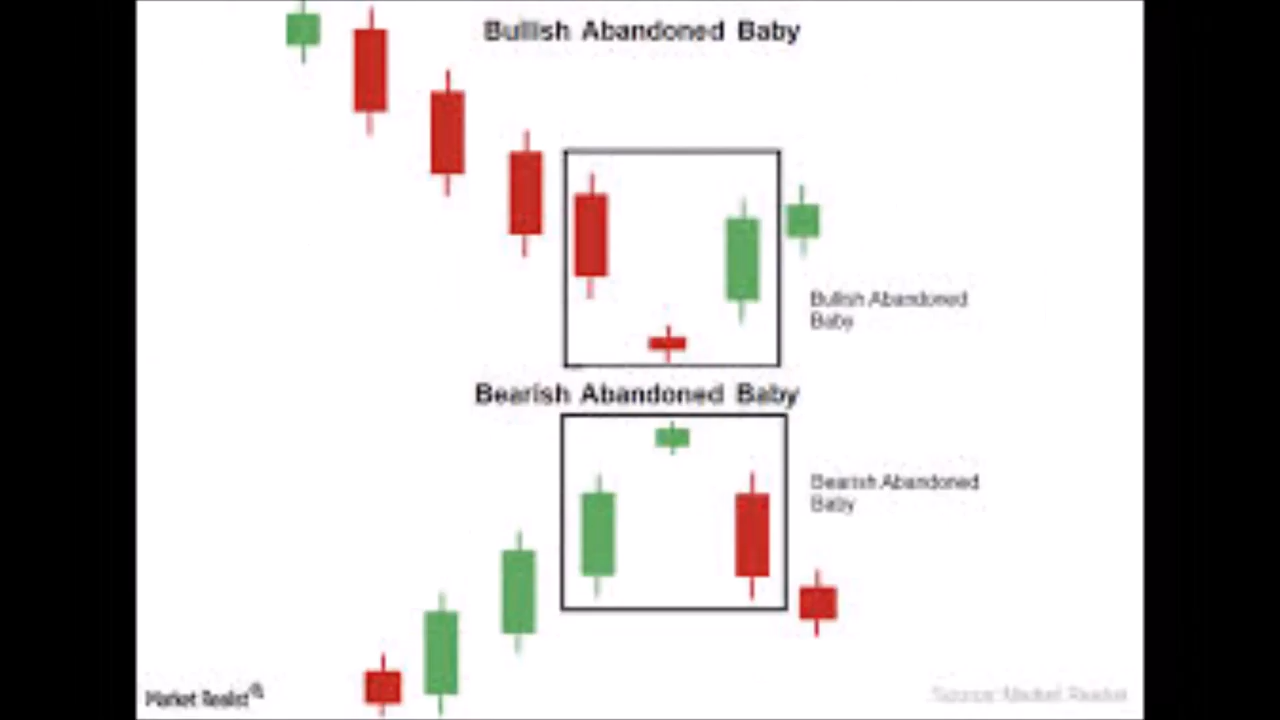 Bullish Abandoned Baby
Bullish Abandoned
Baby
Bearish Abandoned Baby
Bearish Abandoned
Baby
Market Realist
Source: Market Realist